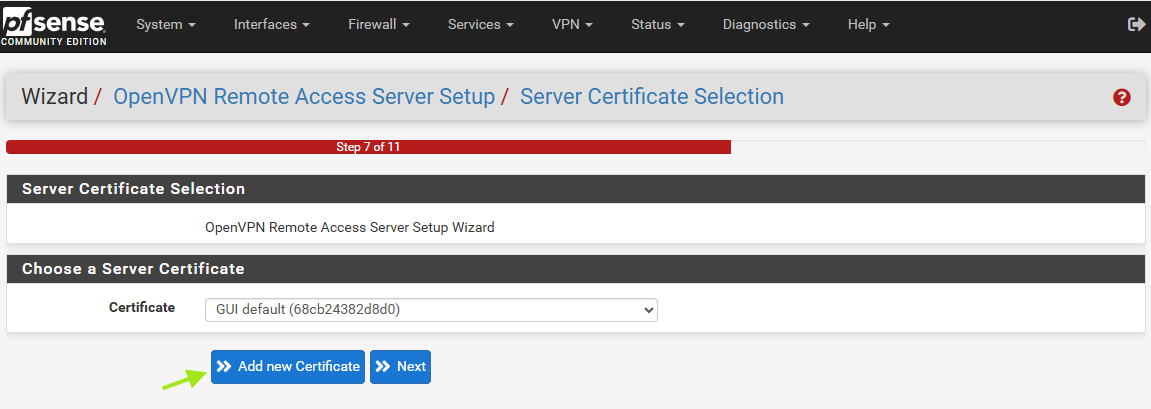 pfsense
COMMUNITY EDITION
System Interfaces Firewall Services VPN Status Diagnostics Help
Wizard / OpenVPN Remote Access Server Setup / Server Certificate Selection
Step 7 of 11
Server Certificate Selection
OpenVPN Remote Access Server Setup Wizard
Choose a Server Certificate
Certificate GUI default (68cb24382d8d0)
Add new Certificate Next